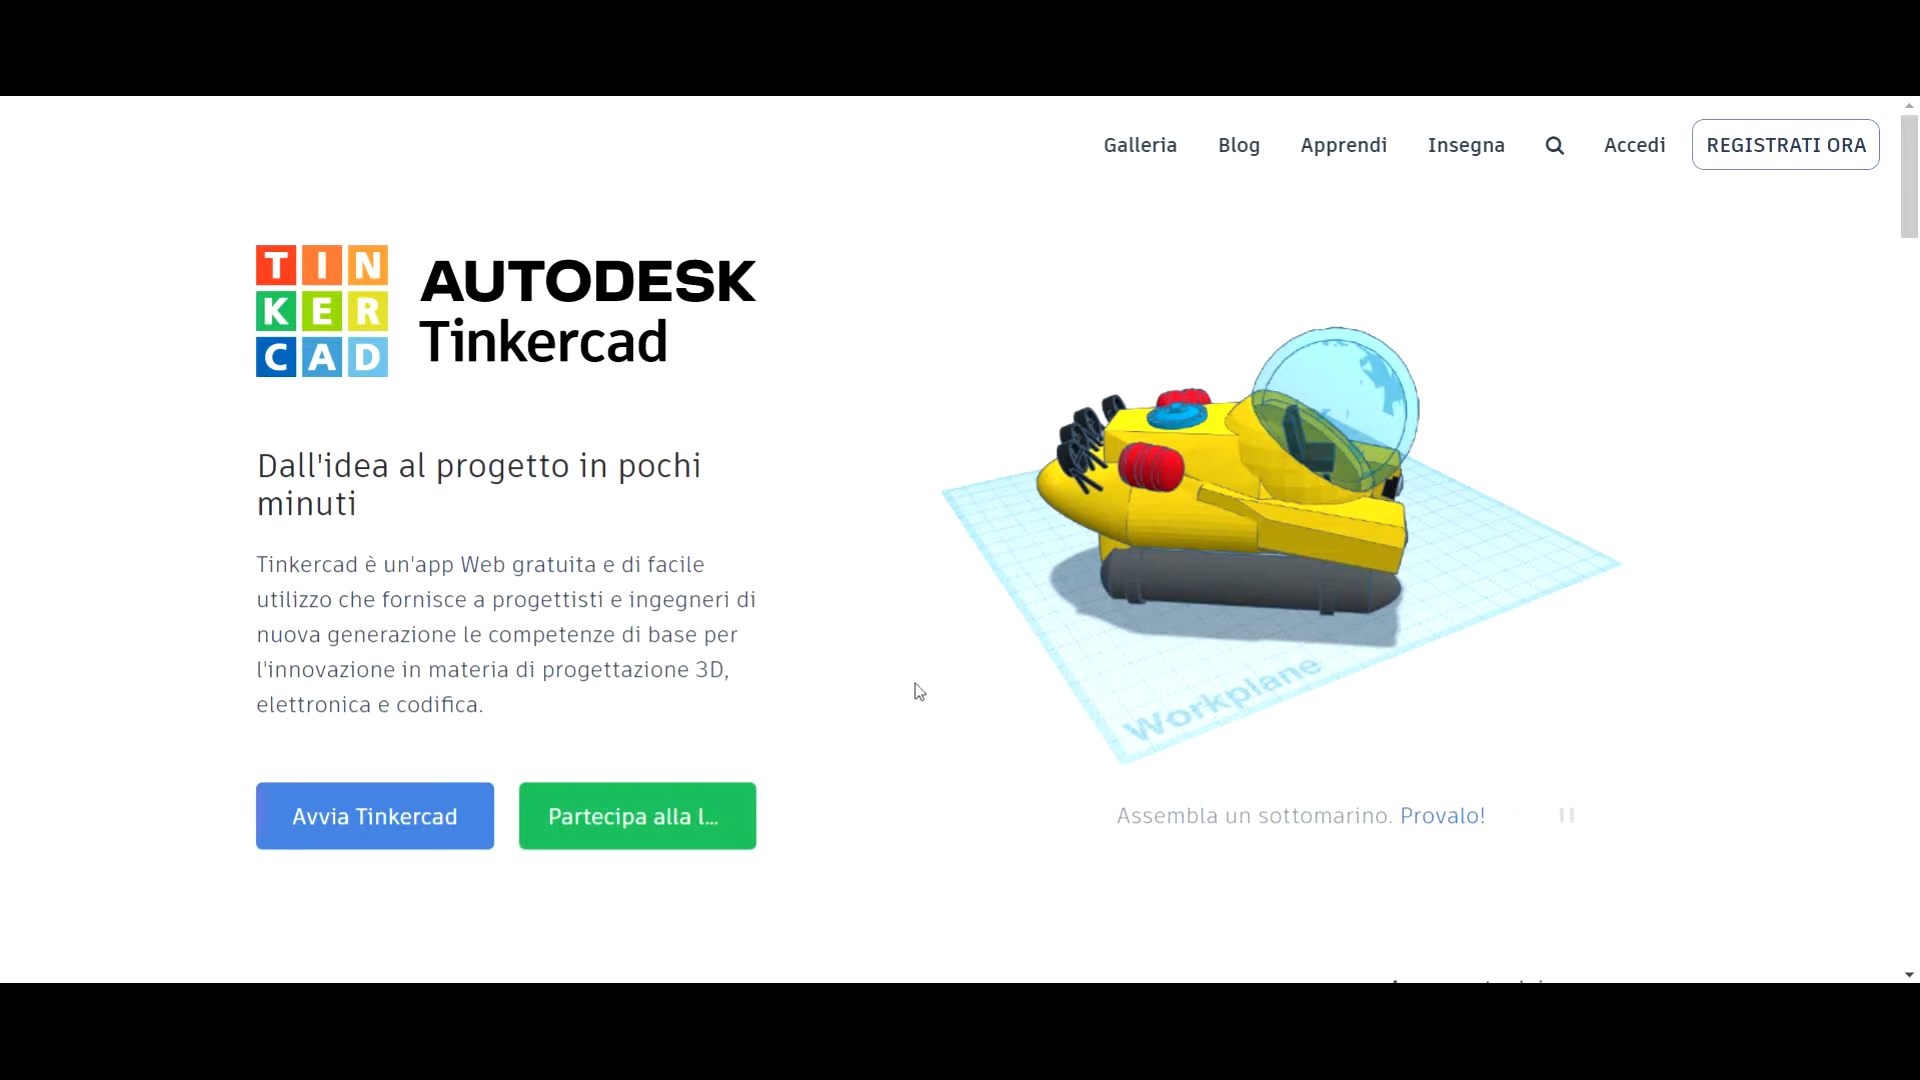 Galleria Blog Apprendi Insegna Accedi REGISTRATI ORA
TIN
KER
CAD
AUTODESK
Tinkercad
Dall'idea al progetto in pochi
minuti
Tinkercad è un'app Web gratuita e di facile
utilizzo che fornisce a progettisti e ingegneri di
nuova generazione le competenze di base per
l'innovazione in materia di progettazione 3D,
elettronica e codifica.
Avvia Tinkercad
Partecipa alla l...
Workplane
Assembla un sottomarino. Provalo!